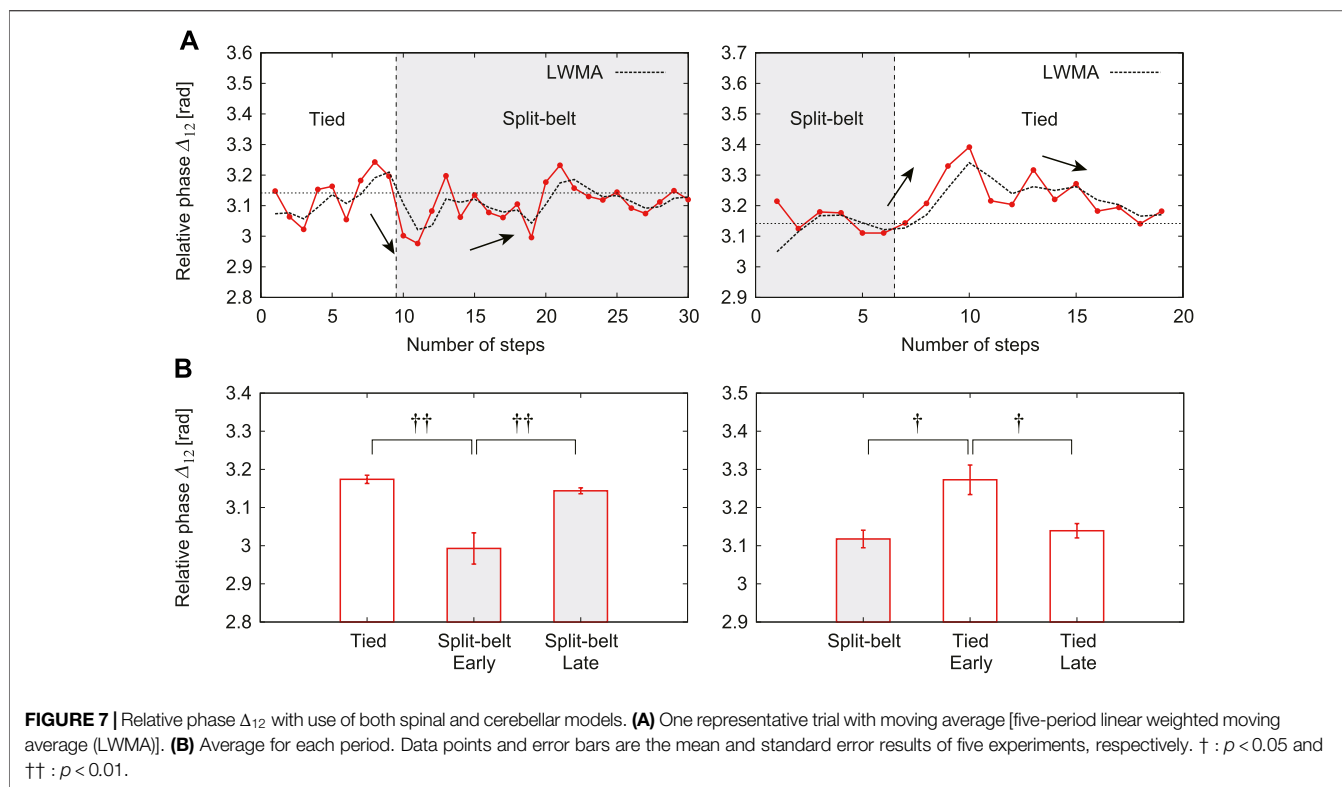 A
3.6
3.5
3.4
3.3
3.2
3.1
3
2.9
2.8
Relative phase Δ12 [rad]
LWMA
Tied
Split-belt
0
5
10
15
20
25
30
Number of steps
3.7
3.6
3.5
3.4
3.3
3.2
3.1
3
2.9
LWMA
Split-belt
Tied
0
5
10
15
20
Number of steps
B
3.4
3.3
3.2
3.1
3
2.9
2.8
Relative phase Δ12 [rad]
††
††
Tied
Split-belt
Early
Split-belt
Late
3.5
3.4
3.3
3.2
3.1
3
2.9
†
†
Split-belt
Tied
Early
Tied
Late
FIGURE 7 | Relative phase Δ12 with use of both spinal and cerebellar models. (A) One representative trial with moving average [five-period linear weighted moving
average (LWMA)]. (B) Average for each period. Data points and error bars are the mean and standard error results of five experiments, respectively. † : p < 0.05 and
†† : p < 0.01.